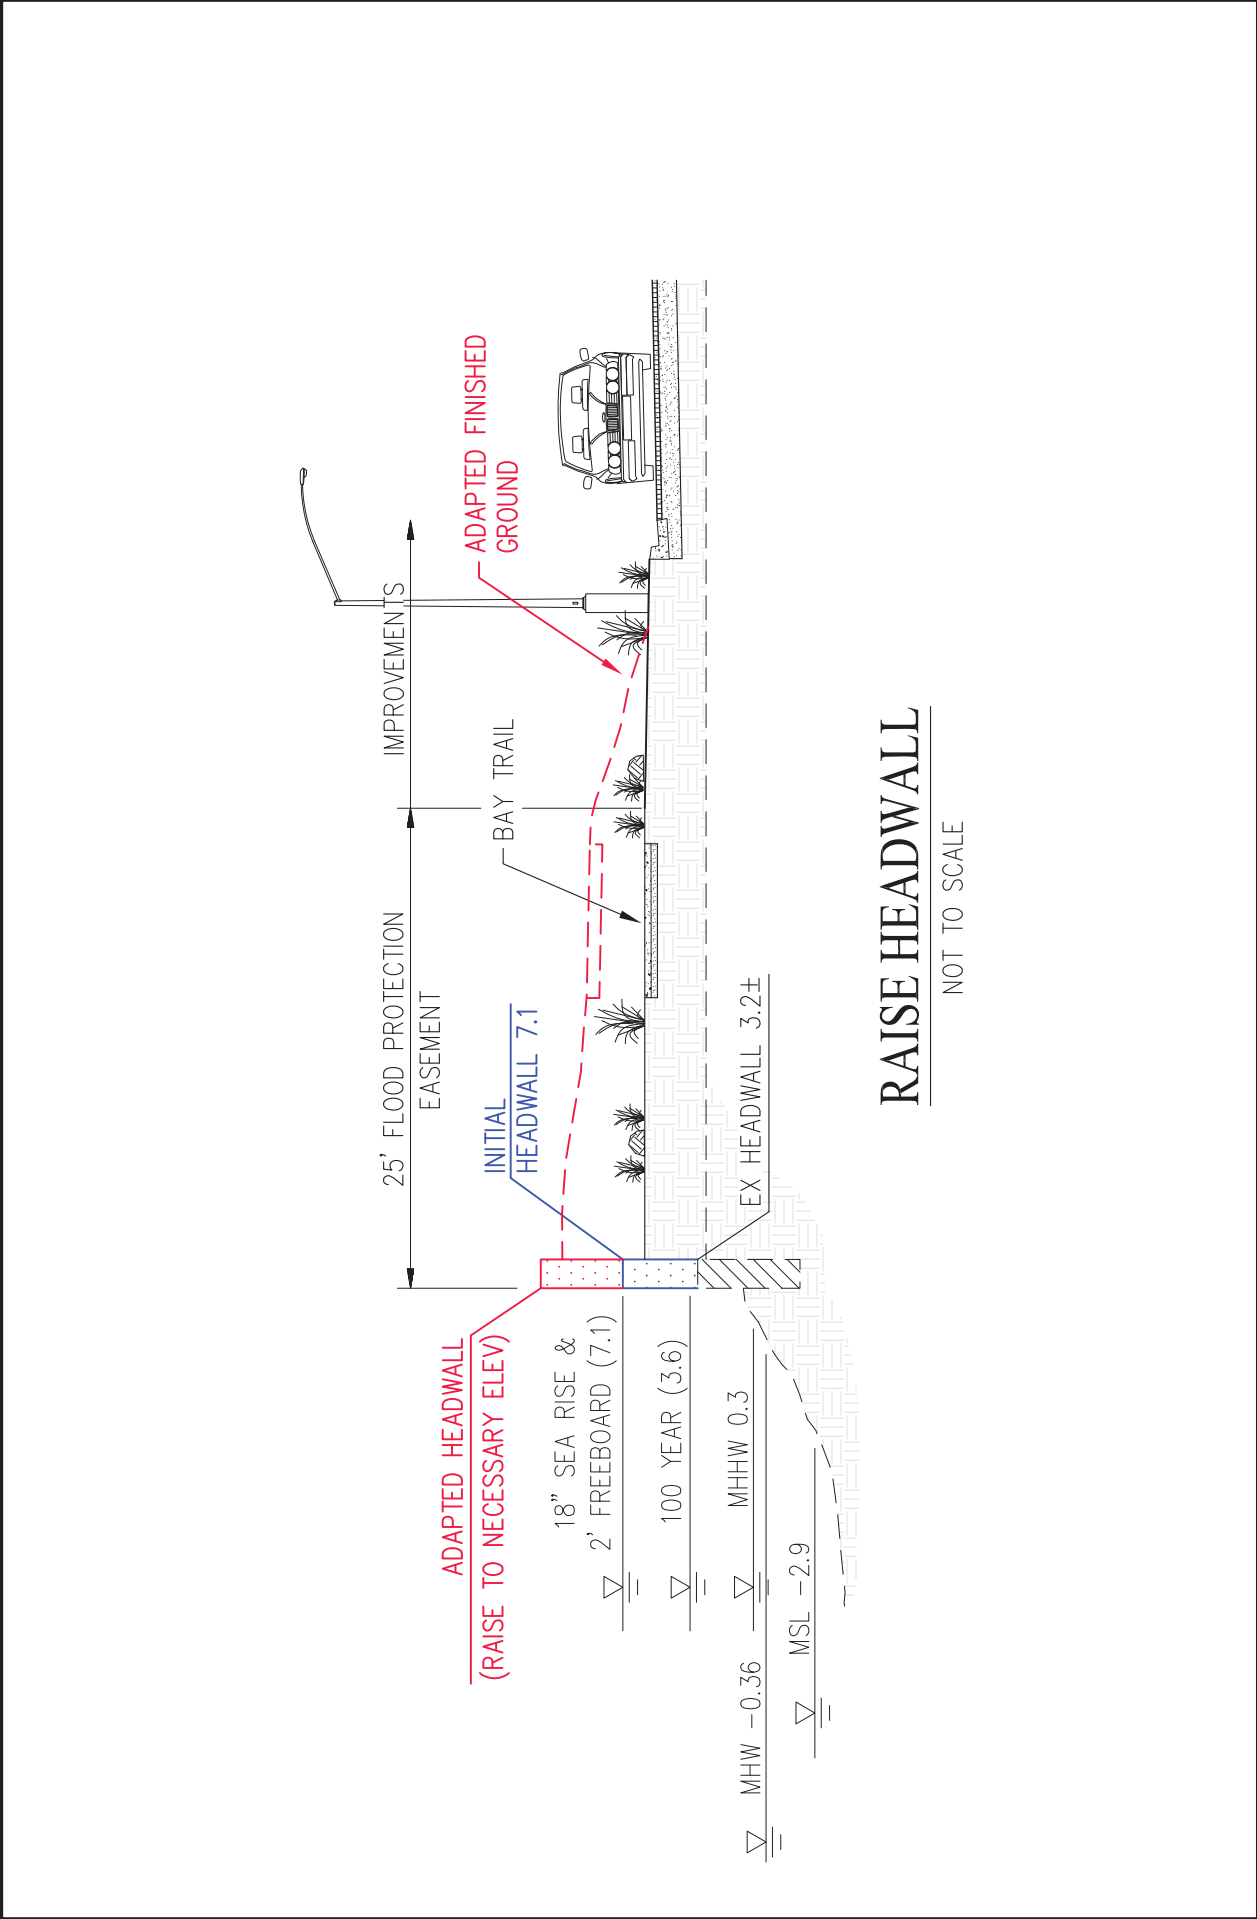 25' FLOOD PROTECTION
EASEMENT
IMPROVEMENTS
ADAPTED HEADWALL
(RAISE TO NECESSARY ELEV)
INITIAL
HEADWALL 7.1
BAY TRAIL
ADAPTED FINISHED
GROUND
18" SEA RISE &
2' FREEBOARD (7.1)
100 YEAR (3.6)
MHHW 0.3
MHW -0.36
MSL -2.9
EX HEADWALL 3.2±
RAISE HEADWALL
NOT TO SCALE